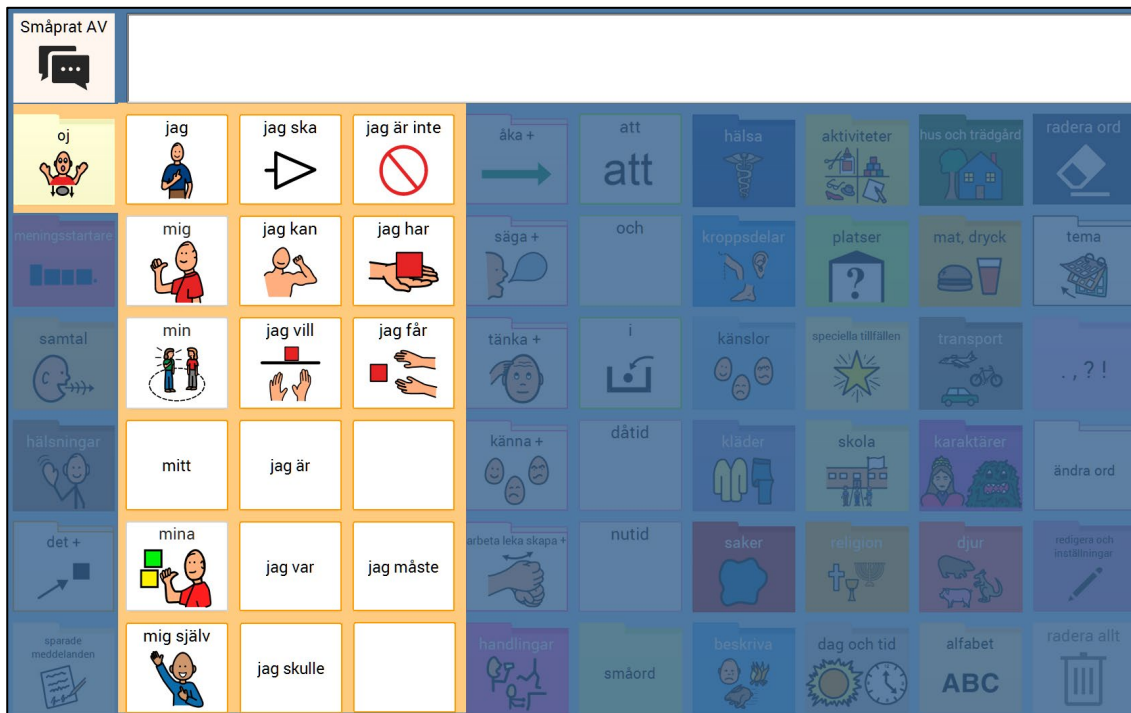 Småprat AV
oj
jag
jag ska
jag är inte
åka +
att
att
hälsa
aktiviteter
hus och trädgård
radera ord
meningsstartare
mig
jag kan
jag har
säga +
och
kroppsdelar
platser
?
mat, dryck
tema
samtal
min
jag vill
jag får
tänka +
i
känslor
speciella tillfällen
transport
. , ? !
hälsningar
mitt
jag är
känna +
dåtid
kläder
skola
karaktärer
ändra ord
det +
mina
jag var
jag måste
arbeta leka skapa +
nutid
saker
religion
djur
redigera och
inställningar
sparade
meddelanden
mig själv
jag skulle
handlingar
småord
beskriva
dag och tid
alfabet
ABC
radera allt